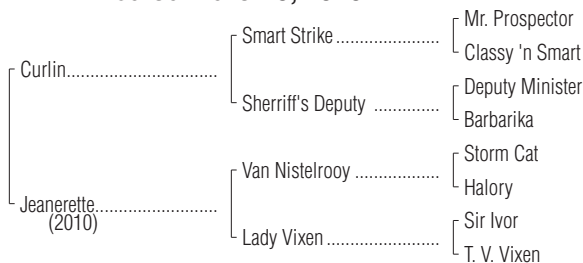 Mr. Prospector
Smart Strike ....................
Classy 'n Smart
Curlin.............................
Deputy Minister
Sherriff's Deputy .............
Barbarika
Storm Cat
Van Nistelrooy .................
Halory
Jeanerette.......................
(2010)
Sir Ivor
Lady Vixen ......................
T. V. Vixen